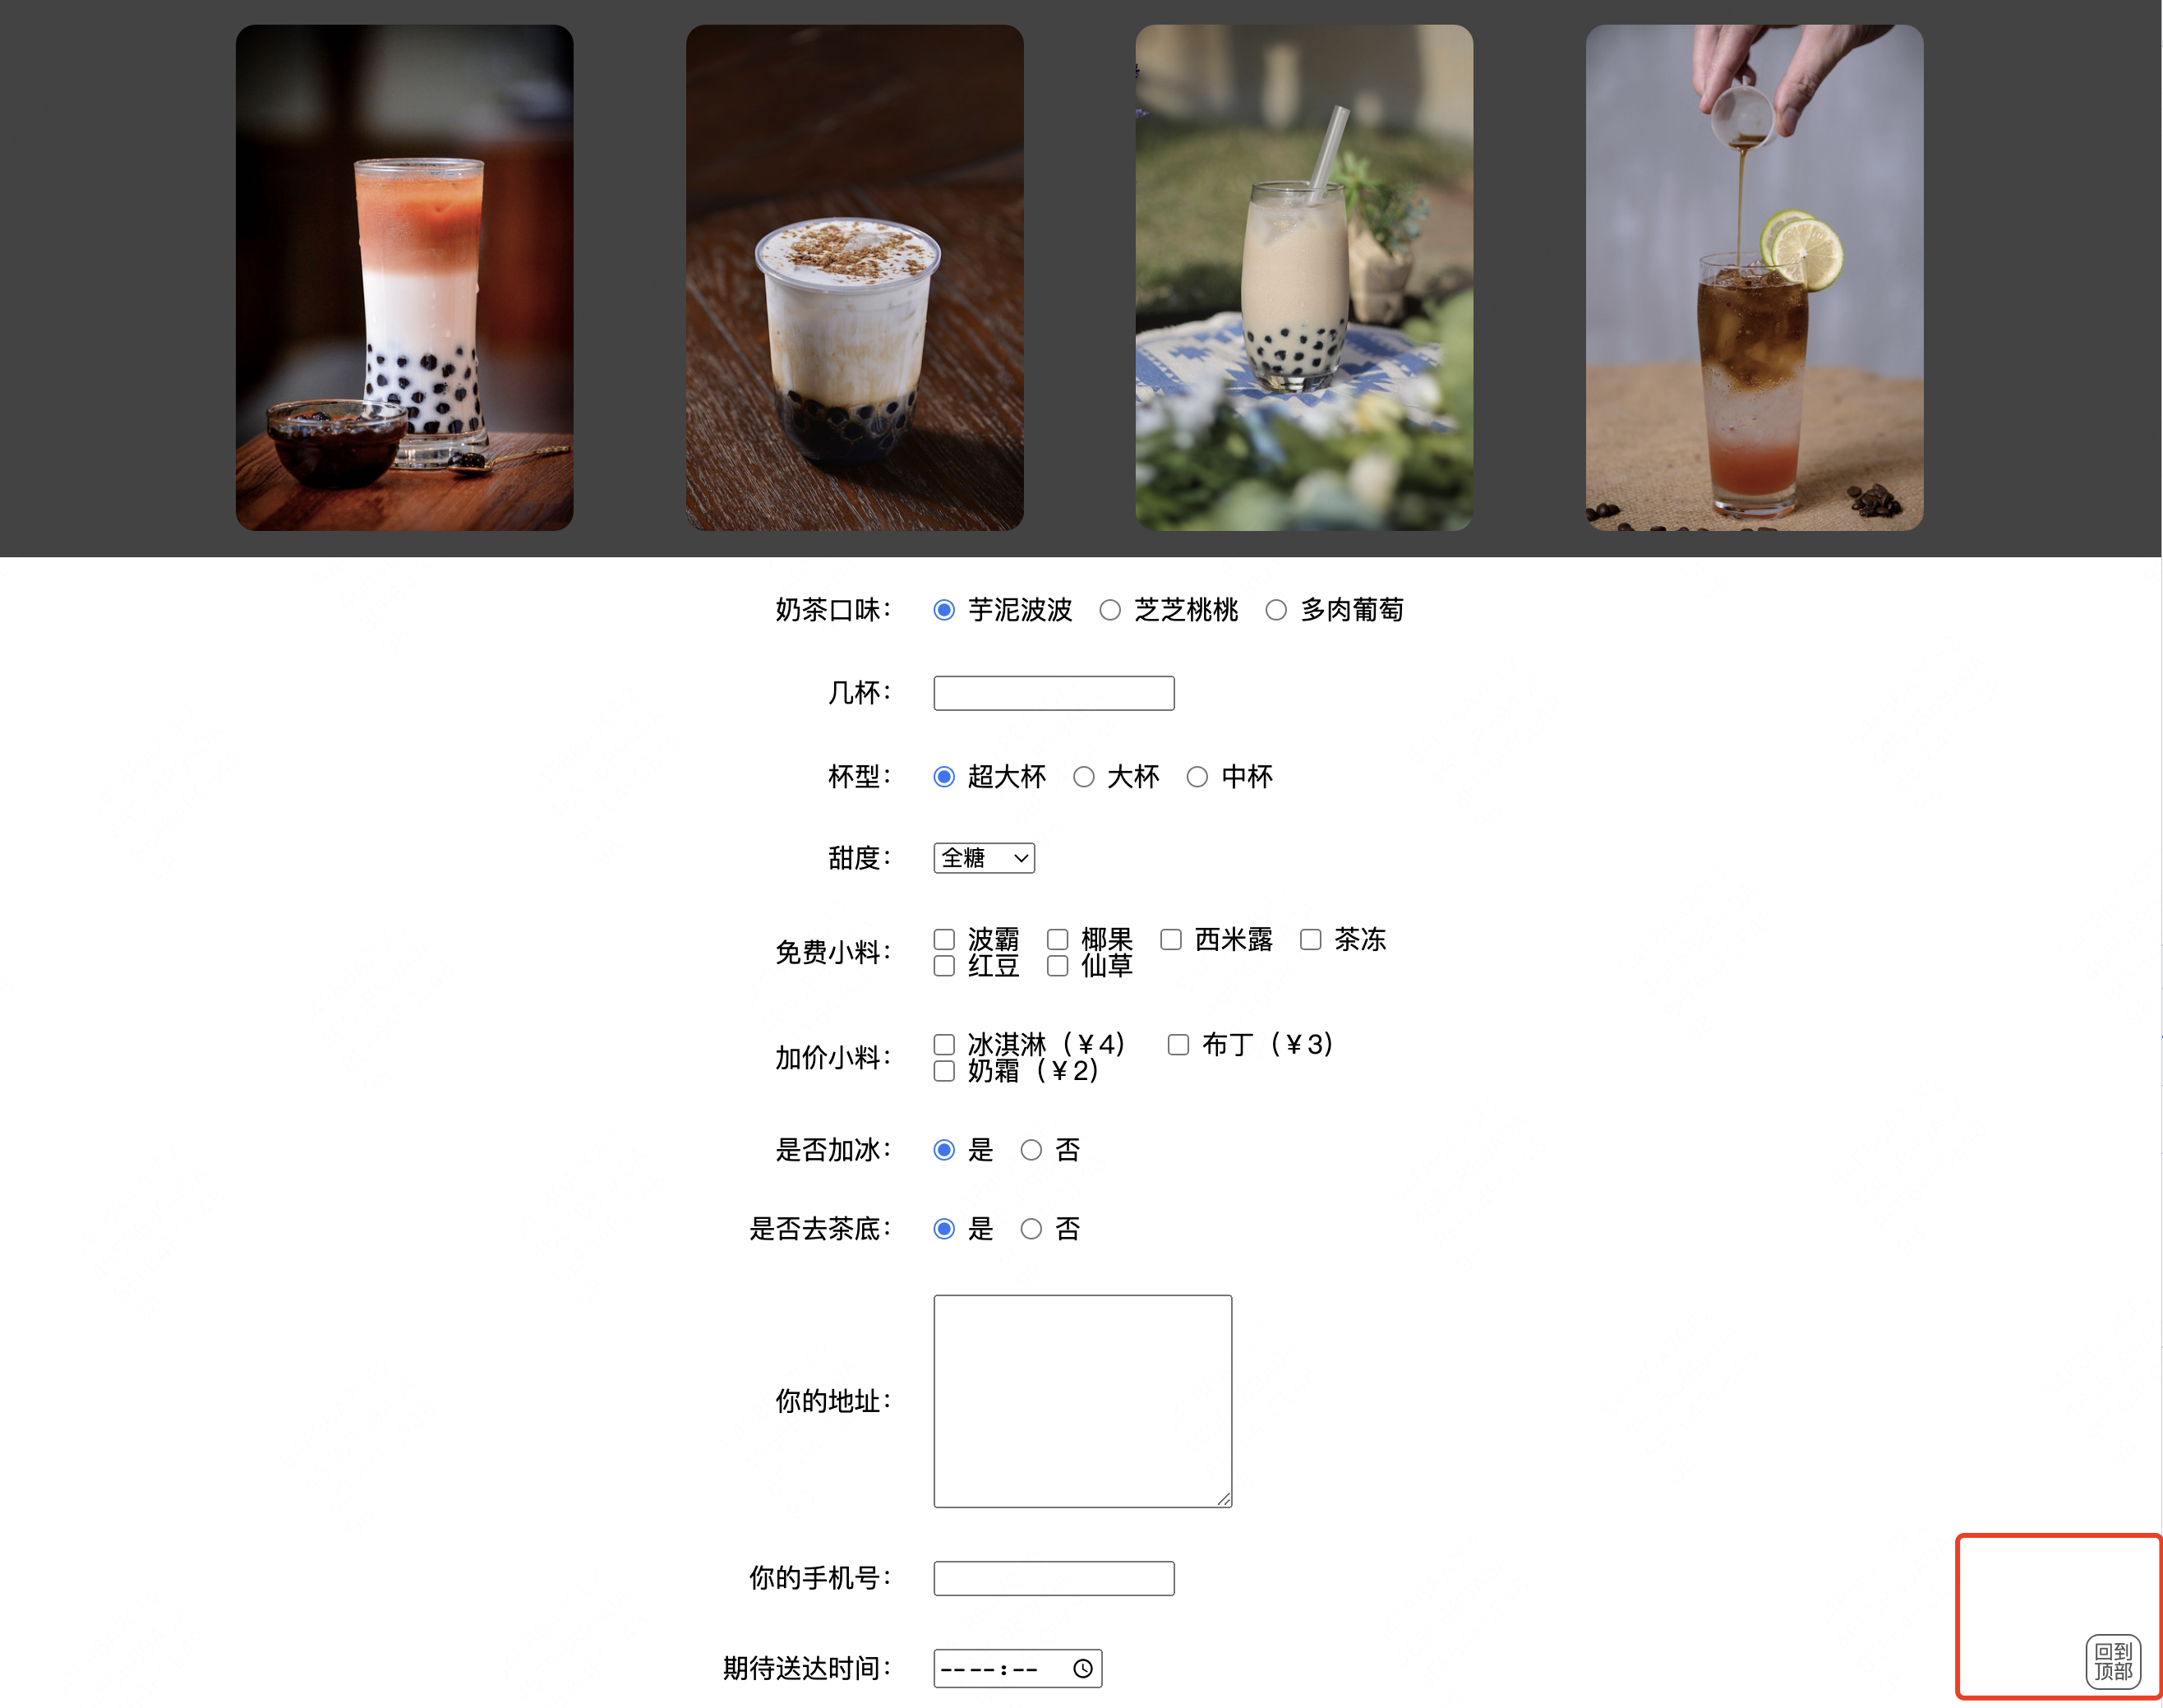 奶茶口味： 芋泥波波 芝芝桃桃 多肉葡萄
几杯：
杯型： 超大杯 大杯 中杯
甜度： 全糖
免费小料： 波霸 椰果 西米露 茶冻
红豆 仙草
加价小料： 冰淇淋（¥4） 布丁（¥3）
奶霜（¥2）
是否加冰： 是 否
是否去茶底： 是 否
你的地址：
你的手机号：
期待送达时间： ----:--
回到
顶部